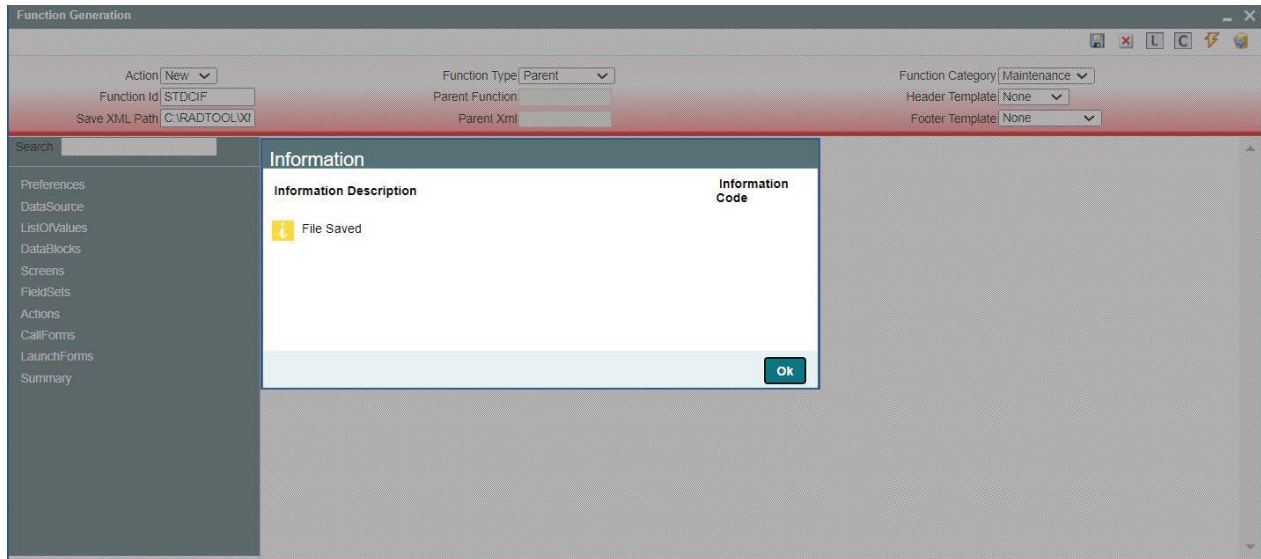 Function Generation
L C
Action New Function Type Parent Function Category Maintenance
Function Id STDCIF Parent Function Header Template None
Save XML Path C:\RADTOOL\XI Parent Xml Footer Template None
Search
Information
Information Description Information Code
File Saved
Ok
Preferences
DataSource
ListOfValues
DataBlocks
Screens
FieldSets
Actions
CallForms
LaunchForms
Summary